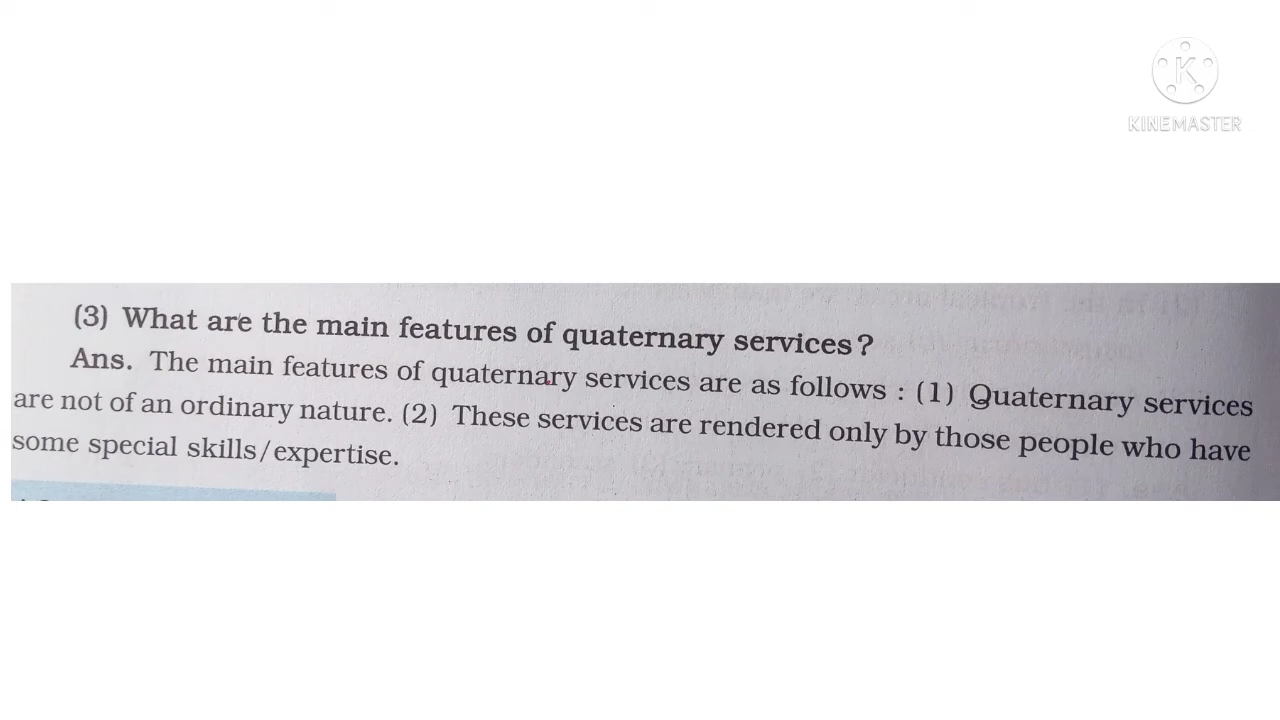 KINEMASTER
(3) What are the main features of quaternary services?
Ans. The main features of quaternary services are as follows : (1) Quaternary services
are not of an ordinary nature. (2) These services are rendered only by those people who have
some special skills/expertise.